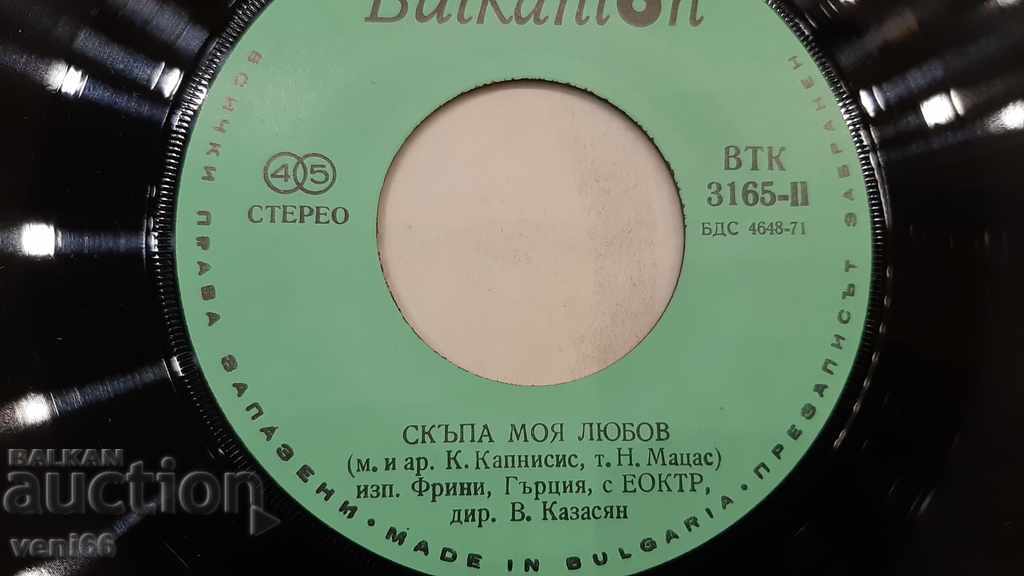 Balkanton
45
СТЕРЕО
ВТК
3165-II
БДС 4648-71
СКЪПА МОЯ ЛЮБОВ
(м. и ар. К. Капнисис, т. Н. Мацас)
изп. Фрини, Гърция, с ЕОКТР,
дир. В. Казасян
ВСИЧКИ ПРАВА ЗАПАЗЕНИ • MADE IN BULGARIA • ПРЕЗАПИСЪТ ЗАБРАНЕН
BALKAN
auction
veni66